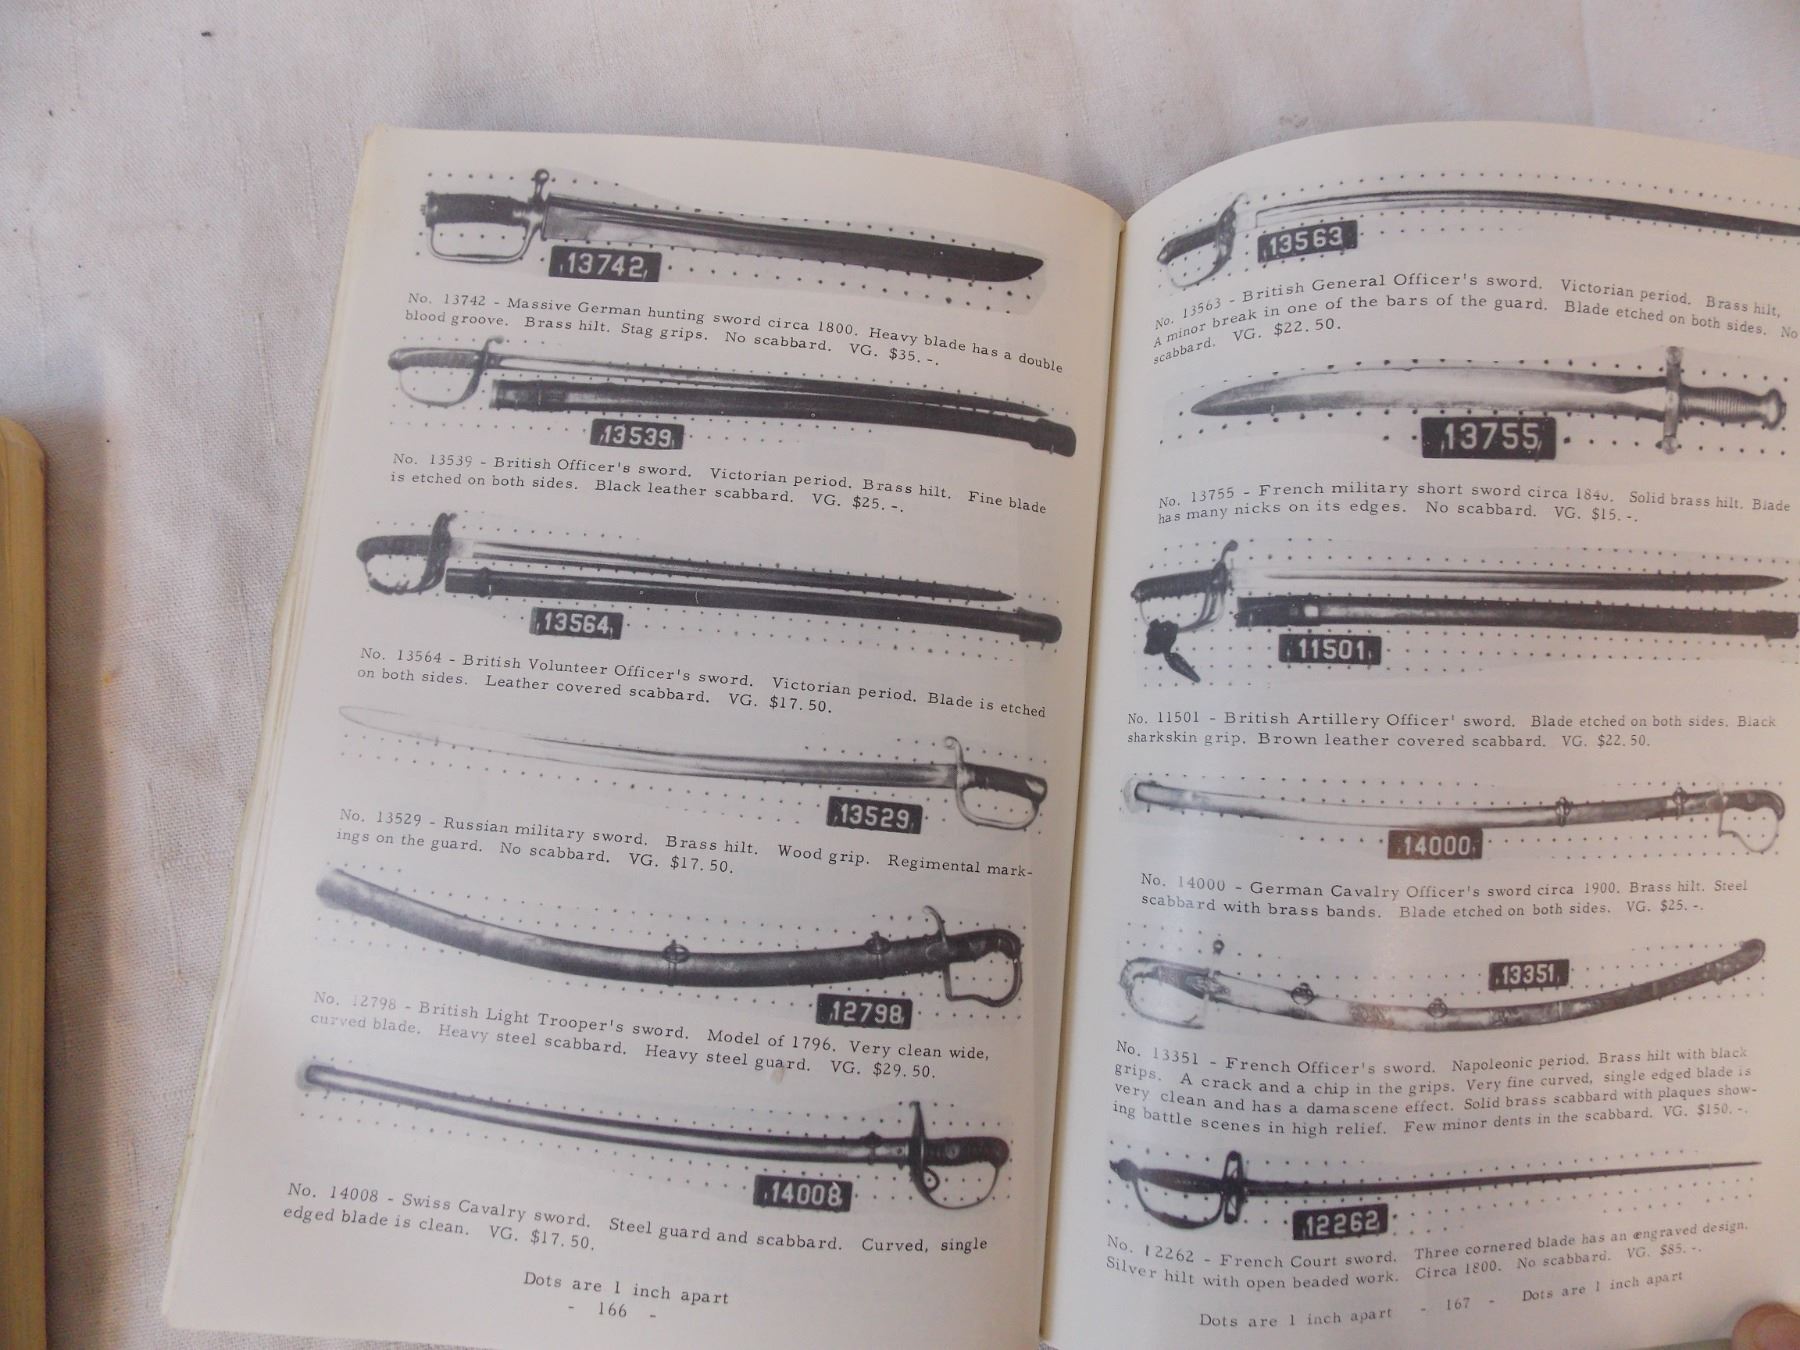 13742
No. 13742 - Massive German hunting sword circa 1800. Heavy blade has a double
blood groove. Brass hilt. Stag grips. No scabbard. VG. $35. -.
13539
No. 13539 - British Officer's sword. Victorian period. Brass hilt. Fine blade
is etched on both sides. Black leather scabbard. VG. $25. -.
13564
No. 13564 - British Volunteer Officer's sword. Victorian period. Blade is etched
on both sides. Leather covered scabbard. VG. $17.50.
13529
No. 13529 - Russian military sword. Brass hilt. Wood grip. Regimental mark-
ings on the guard. No scabbard. VG. $17.50.
12798
No. 12798 - British Light Trooper's sword. Model of 1796. Very clean wide,
curved blade. Heavy steel scabbard. Heavy steel guard. VG. $29.50.
14008
No. 14008 - Swiss Cavalry sword. Steel guard and scabbard. Curved, single
edged blade is clean. VG. $17.50.
Dots are 1 inch apart
- 166 -
13563
No. 13563 - British General Officer's sword. Victorian period. Brass hilt,
A minor break in one of the bars of the guard. Blade etched on both sides. No
scabbard. VG. $22.50.
13755
No. 13755 - French military short sword circa 1840. Solid brass hilt. Blade
has many nicks on its edges. No scabbard. VG. $15. -.
11501
No. 11501 - British Artillery Officer' sword. Blade etched on both sides. Black
sharkskin grip. Brown leather covered scabbard. VG. $22.50.
14000
No. 14000 - German Cavalry Officer's sword circa 1900. Brass hilt. Steel
scabbard with brass bands. Blade etched on both sides. VG. $25. -.
13351
No. 13351 - French Officer's sword. Napoleonic period. Brass hilt with black
grips. A crack and a chip in the grips. Very fine curved, single edged blade is
very clean and has a damascene effect. Solid brass scabbard with plaques show-
ing battle scenes in high relief. Few minor dents in the scabbard. VG. $150. -.
12262
No. 12262 - French Court sword. Three cornered blade has an engraved design.
Silver hilt with open beaded work. Circa 1800. No scabbard. VG. $85. -.
Dots are 1 inch apart - 167 - Dots are 1 inch apart